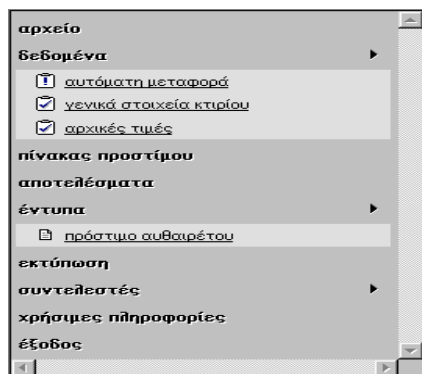 αρχείο
δεδομένα
αυτόματη μεταφορά
γενικά στοιχεία κτιρίου
αρχικές τιμές
πίνακας προστίμου
αποτελέσματα
έντυπα
πρόστιμο αυθαιρέτου
εκτύπωση
συντελεστές
χρήσιμες πληροφορίες
έξοδος